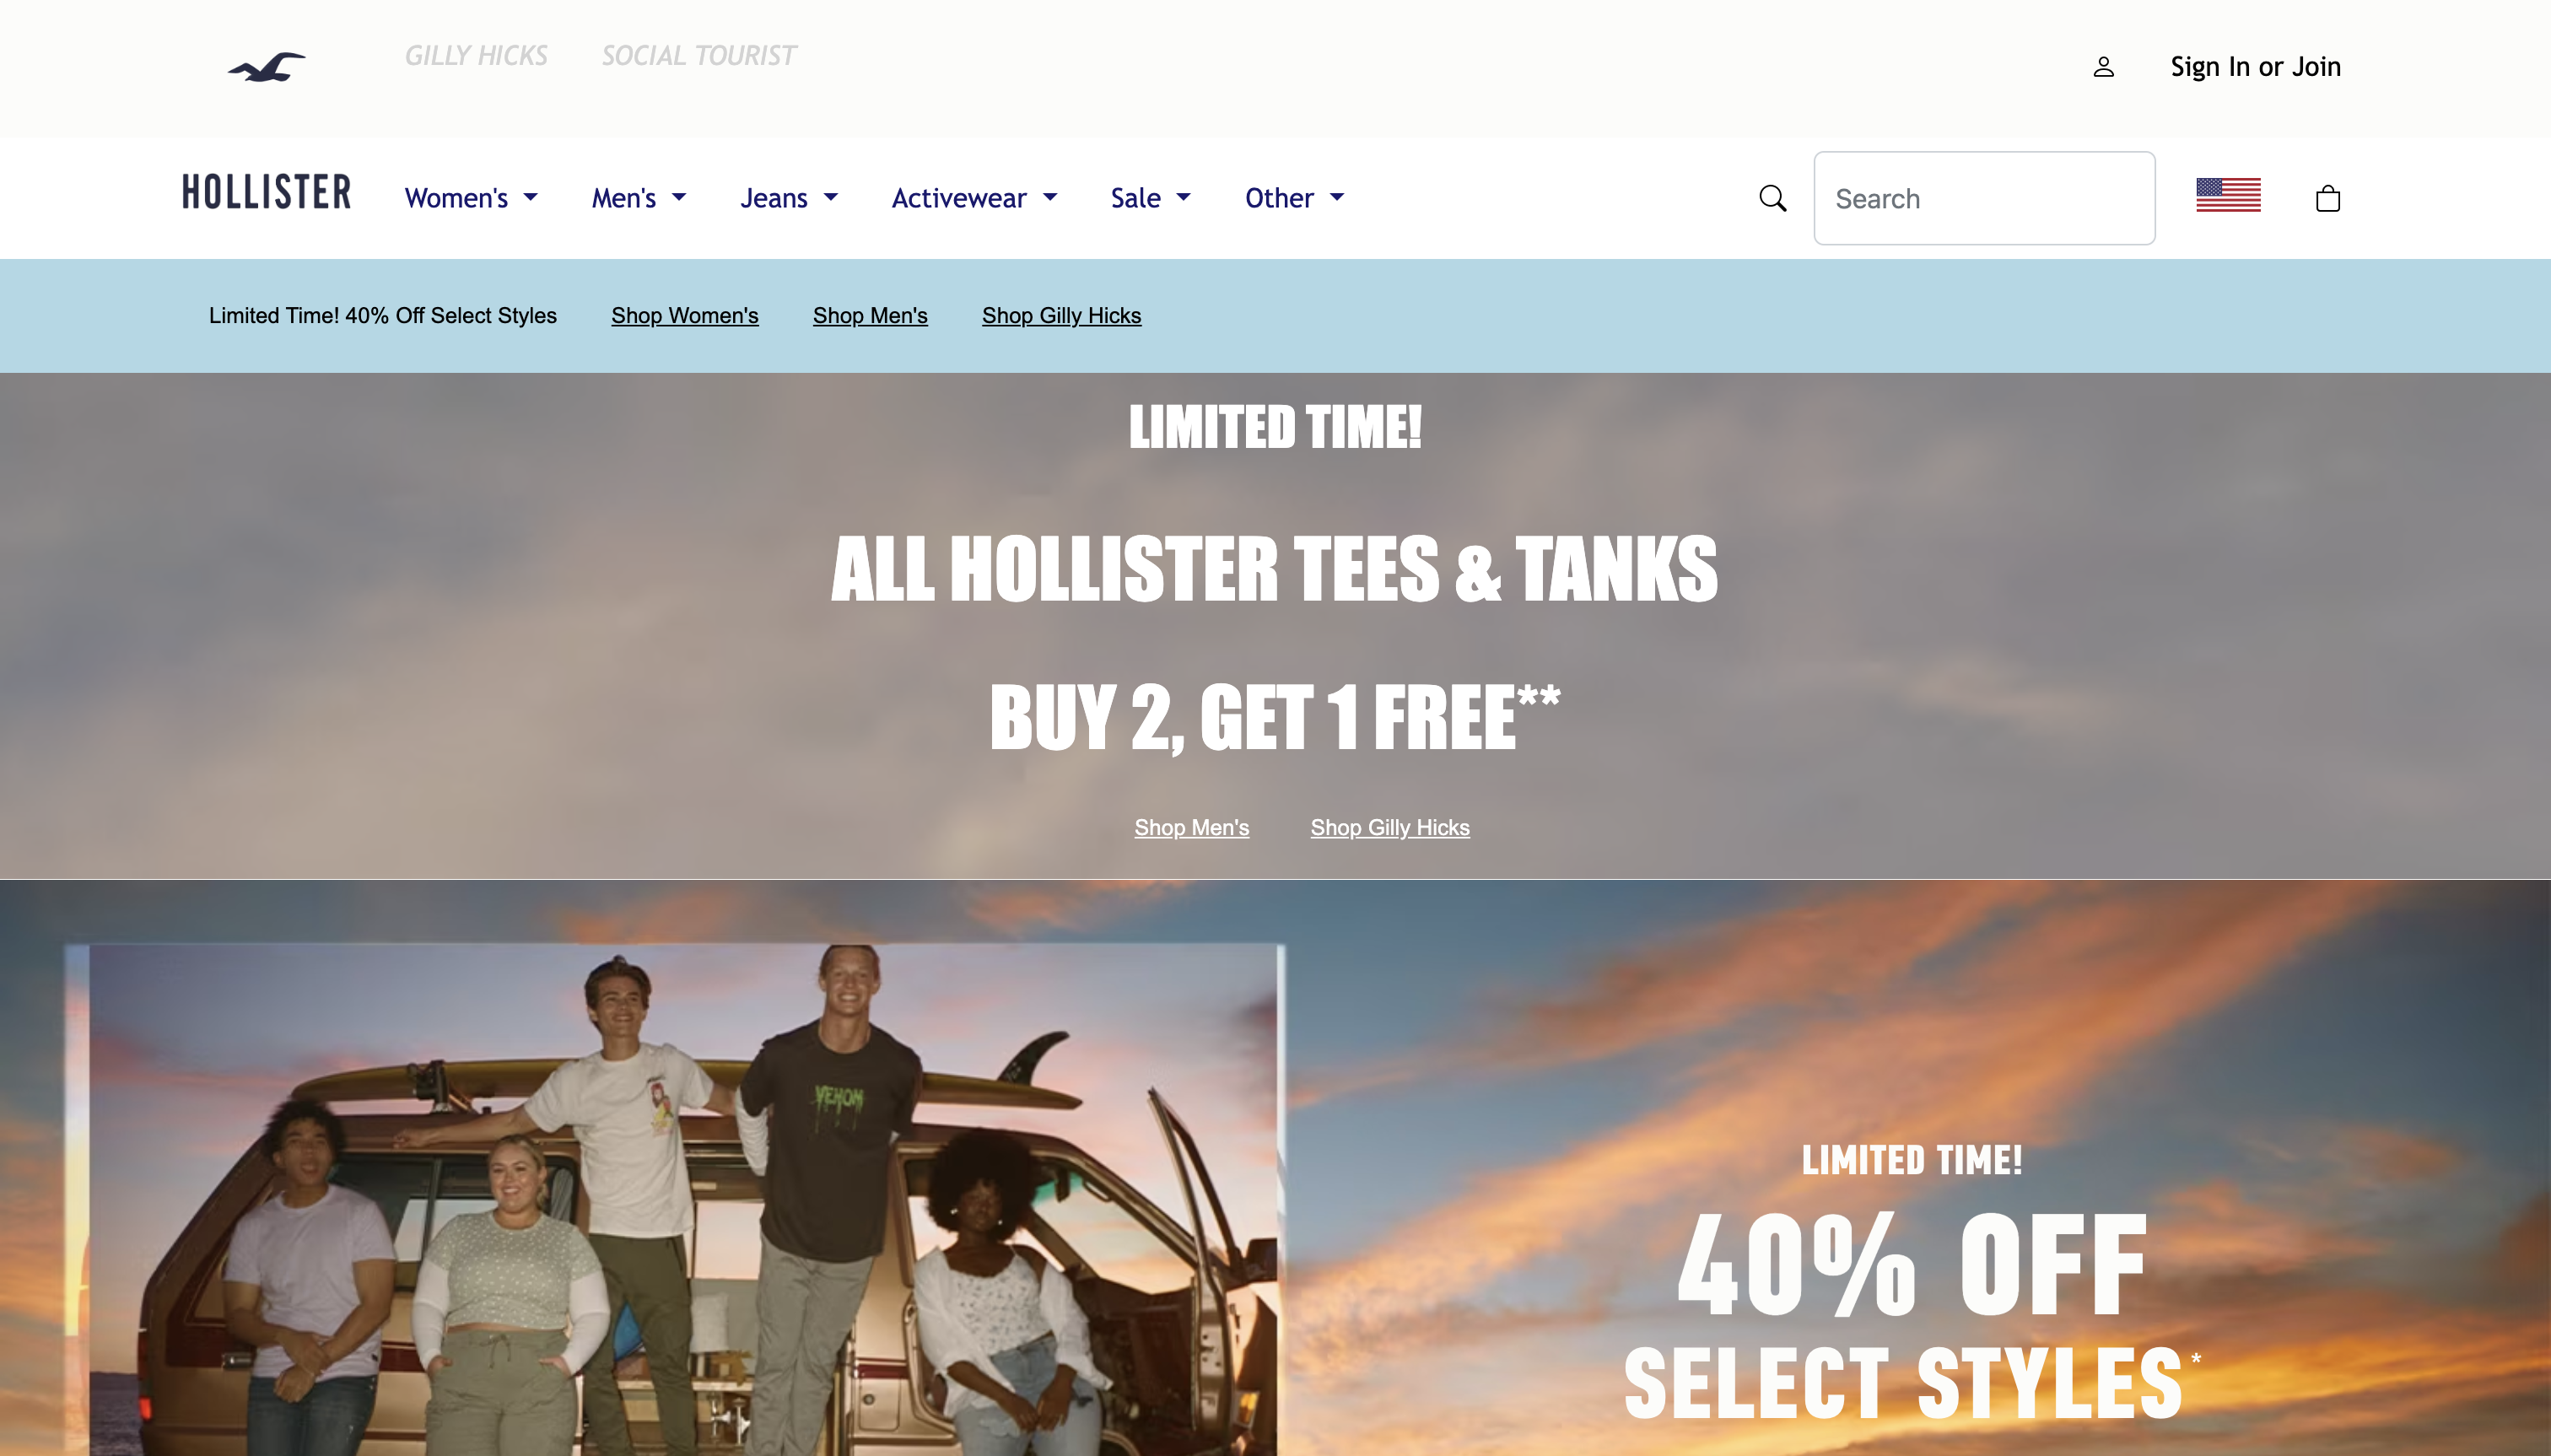 GILLY HICKS SOCIAL TOURIST
Sign In or Join
HOLLISTER Women's Men's Jeans Activewear Sale Other Search
Limited Time! 40% Off Select Styles Shop Women's Shop Men's Shop Gilly Hicks
LIMITED TIME!
ALL HOLLISTER TEES & TANKS
BUY 2, GET 1 FREE**
Shop Men's Shop Gilly Hicks
VENOM
LIMITED TIME!
40% OFF
SELECT STYLES*